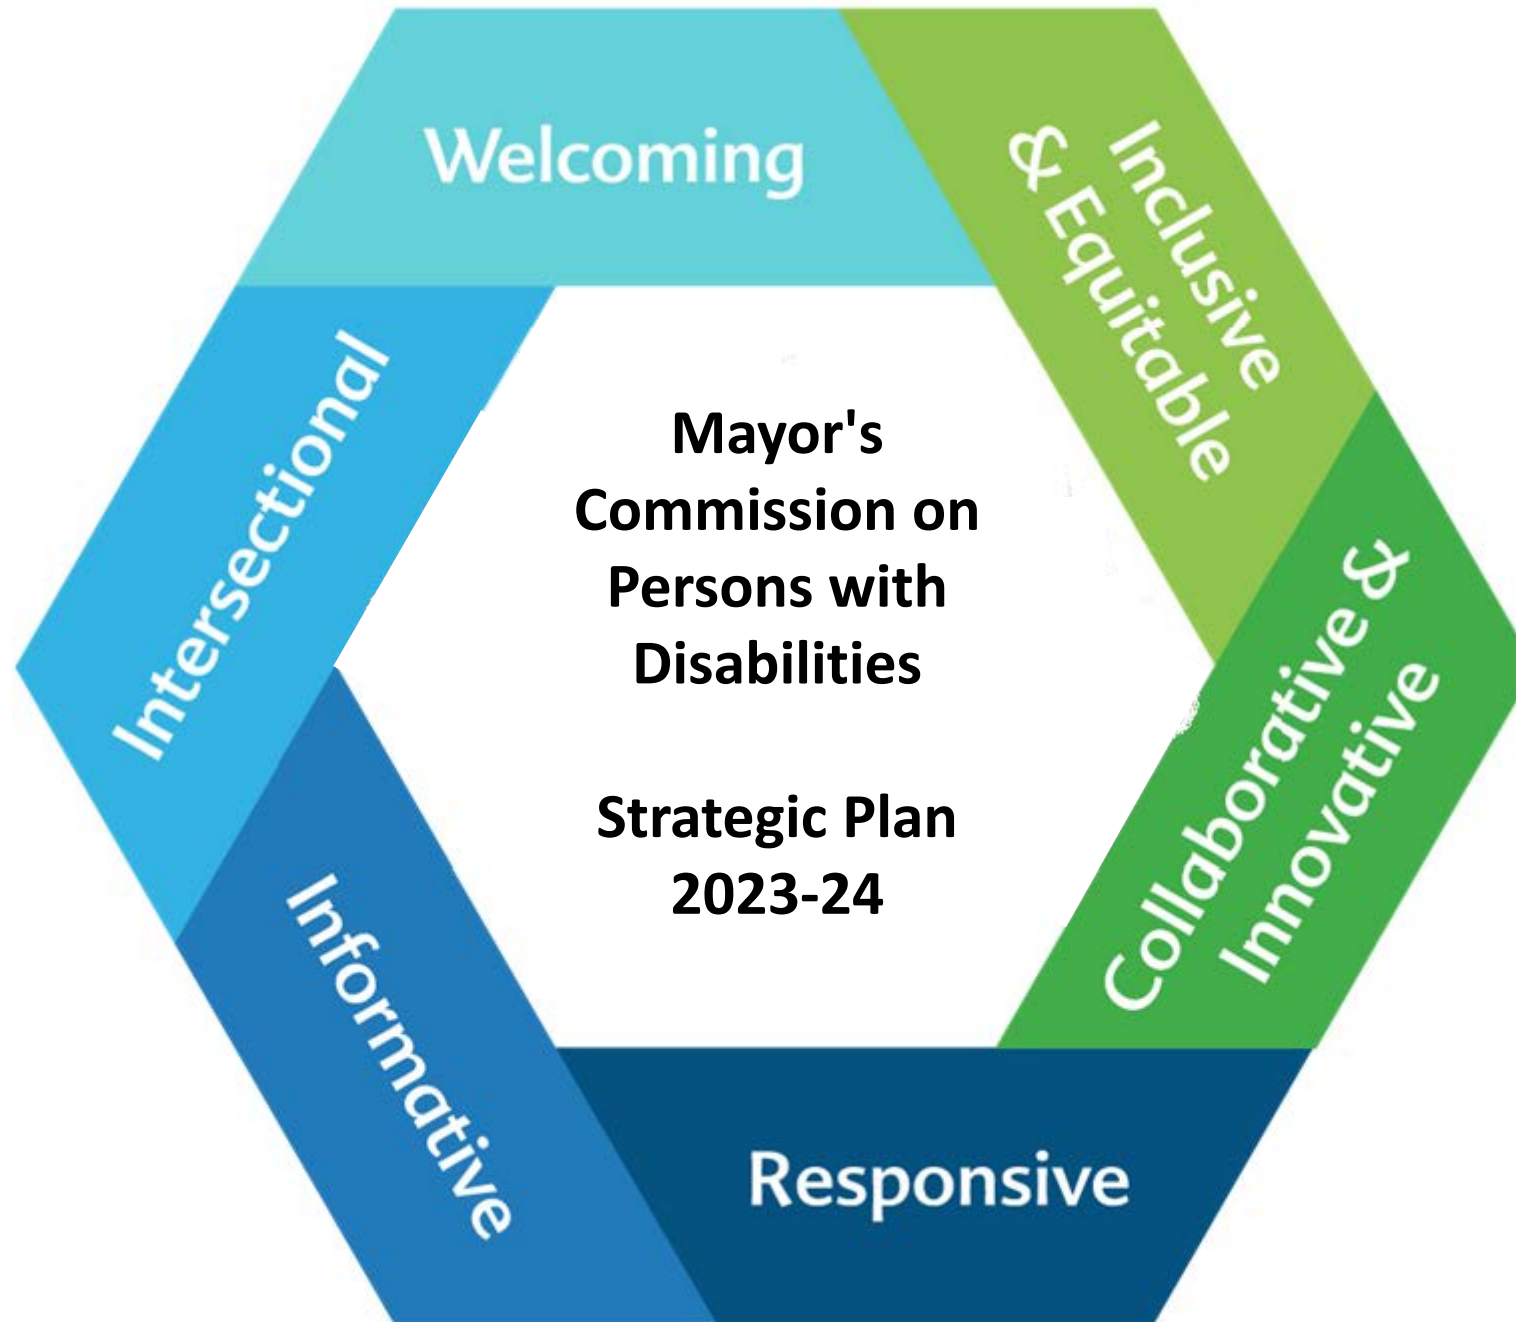 Welcoming
Inclusive
& Equitable
Collaborative &
Innovative
Responsive
Informative
Intersectional
Mayor's
Commission on
Persons with
Disabilities
Strategic Plan
2023-24